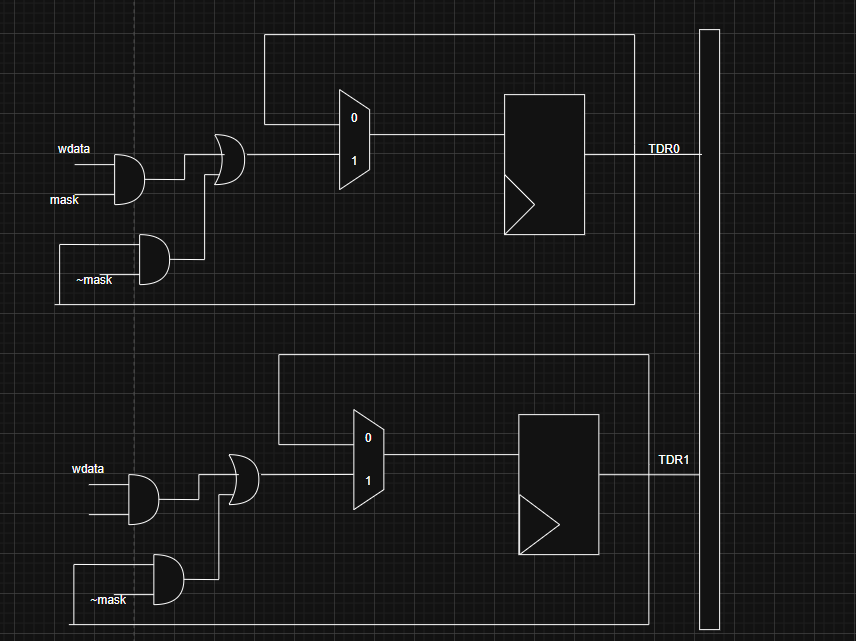 0
wdata
TDR0
1
mask
~mask
0
TDR1
wdata
1
~mask